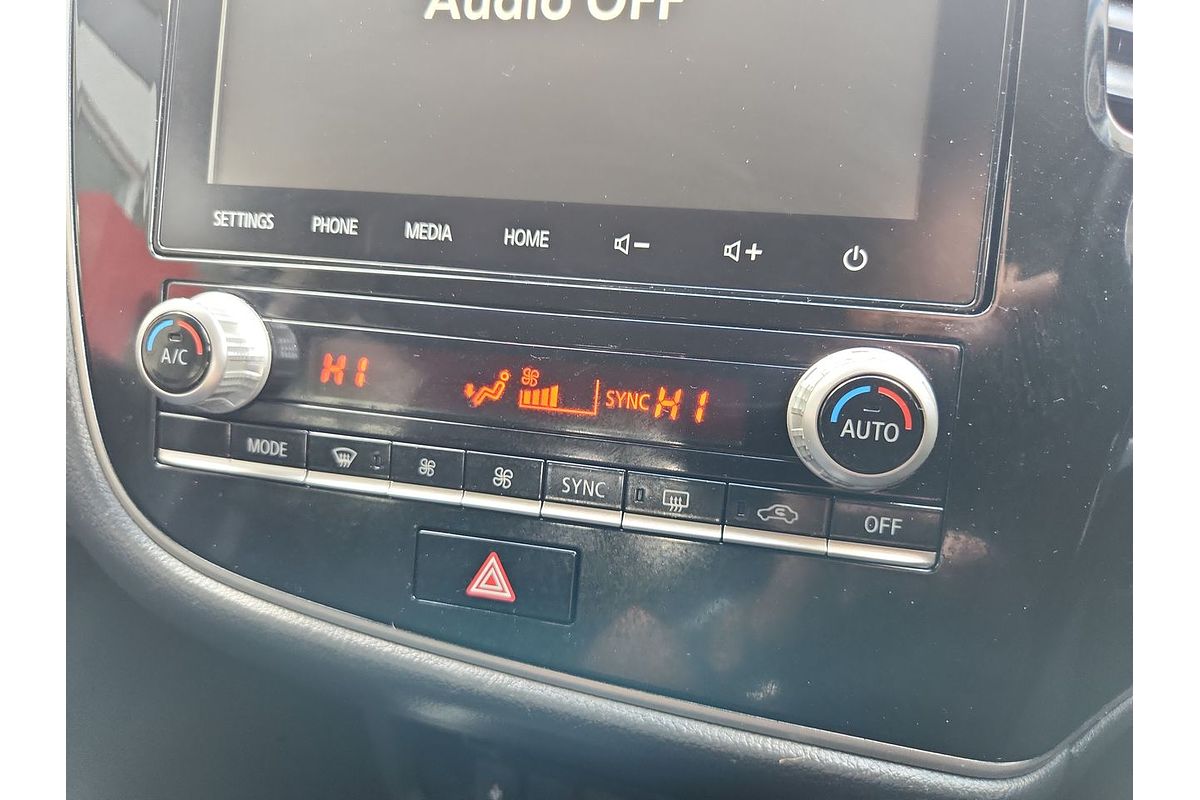 Audio OFF
SETTINGS PHONE MEDIA HOME
A/C HI SYNC HI AUTO
MODE SYNC OFF